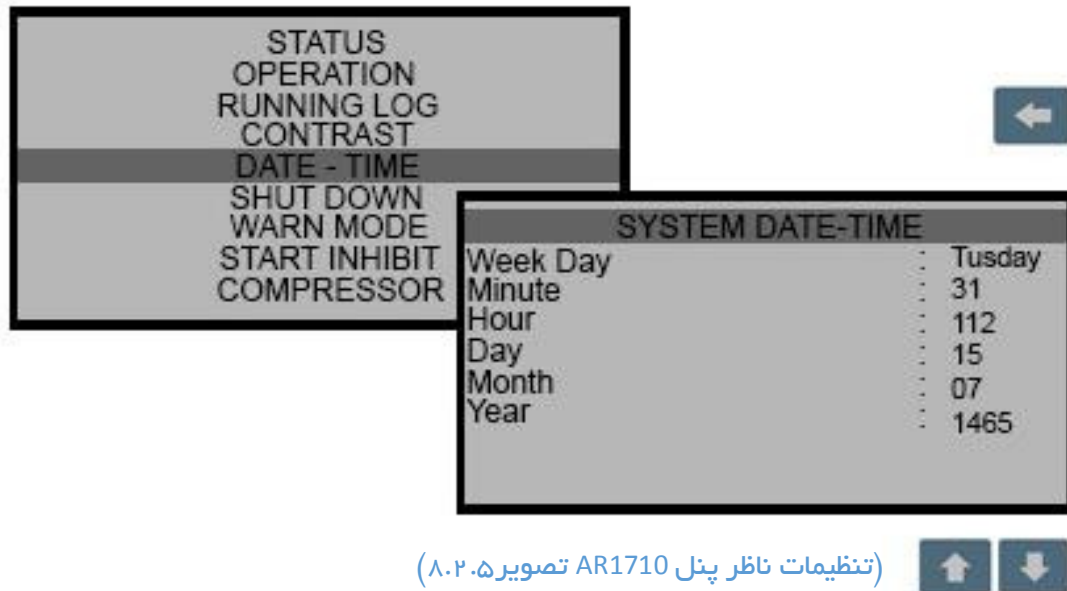 STATUS
OPERATION
RUNNING LOG
CONTRAST
DATE - TIME
SHUT DOWN
WARN MODE
START INHIBIT
COMPRESSOR
SYSTEM DATE-TIME
Week Day : Tusday
Minute : 31
Hour : 112
Day : 15
Month : 07
Year : 1465
(تنظیمات ناظر پنل AR1710 تصویر۸.۲.۵)